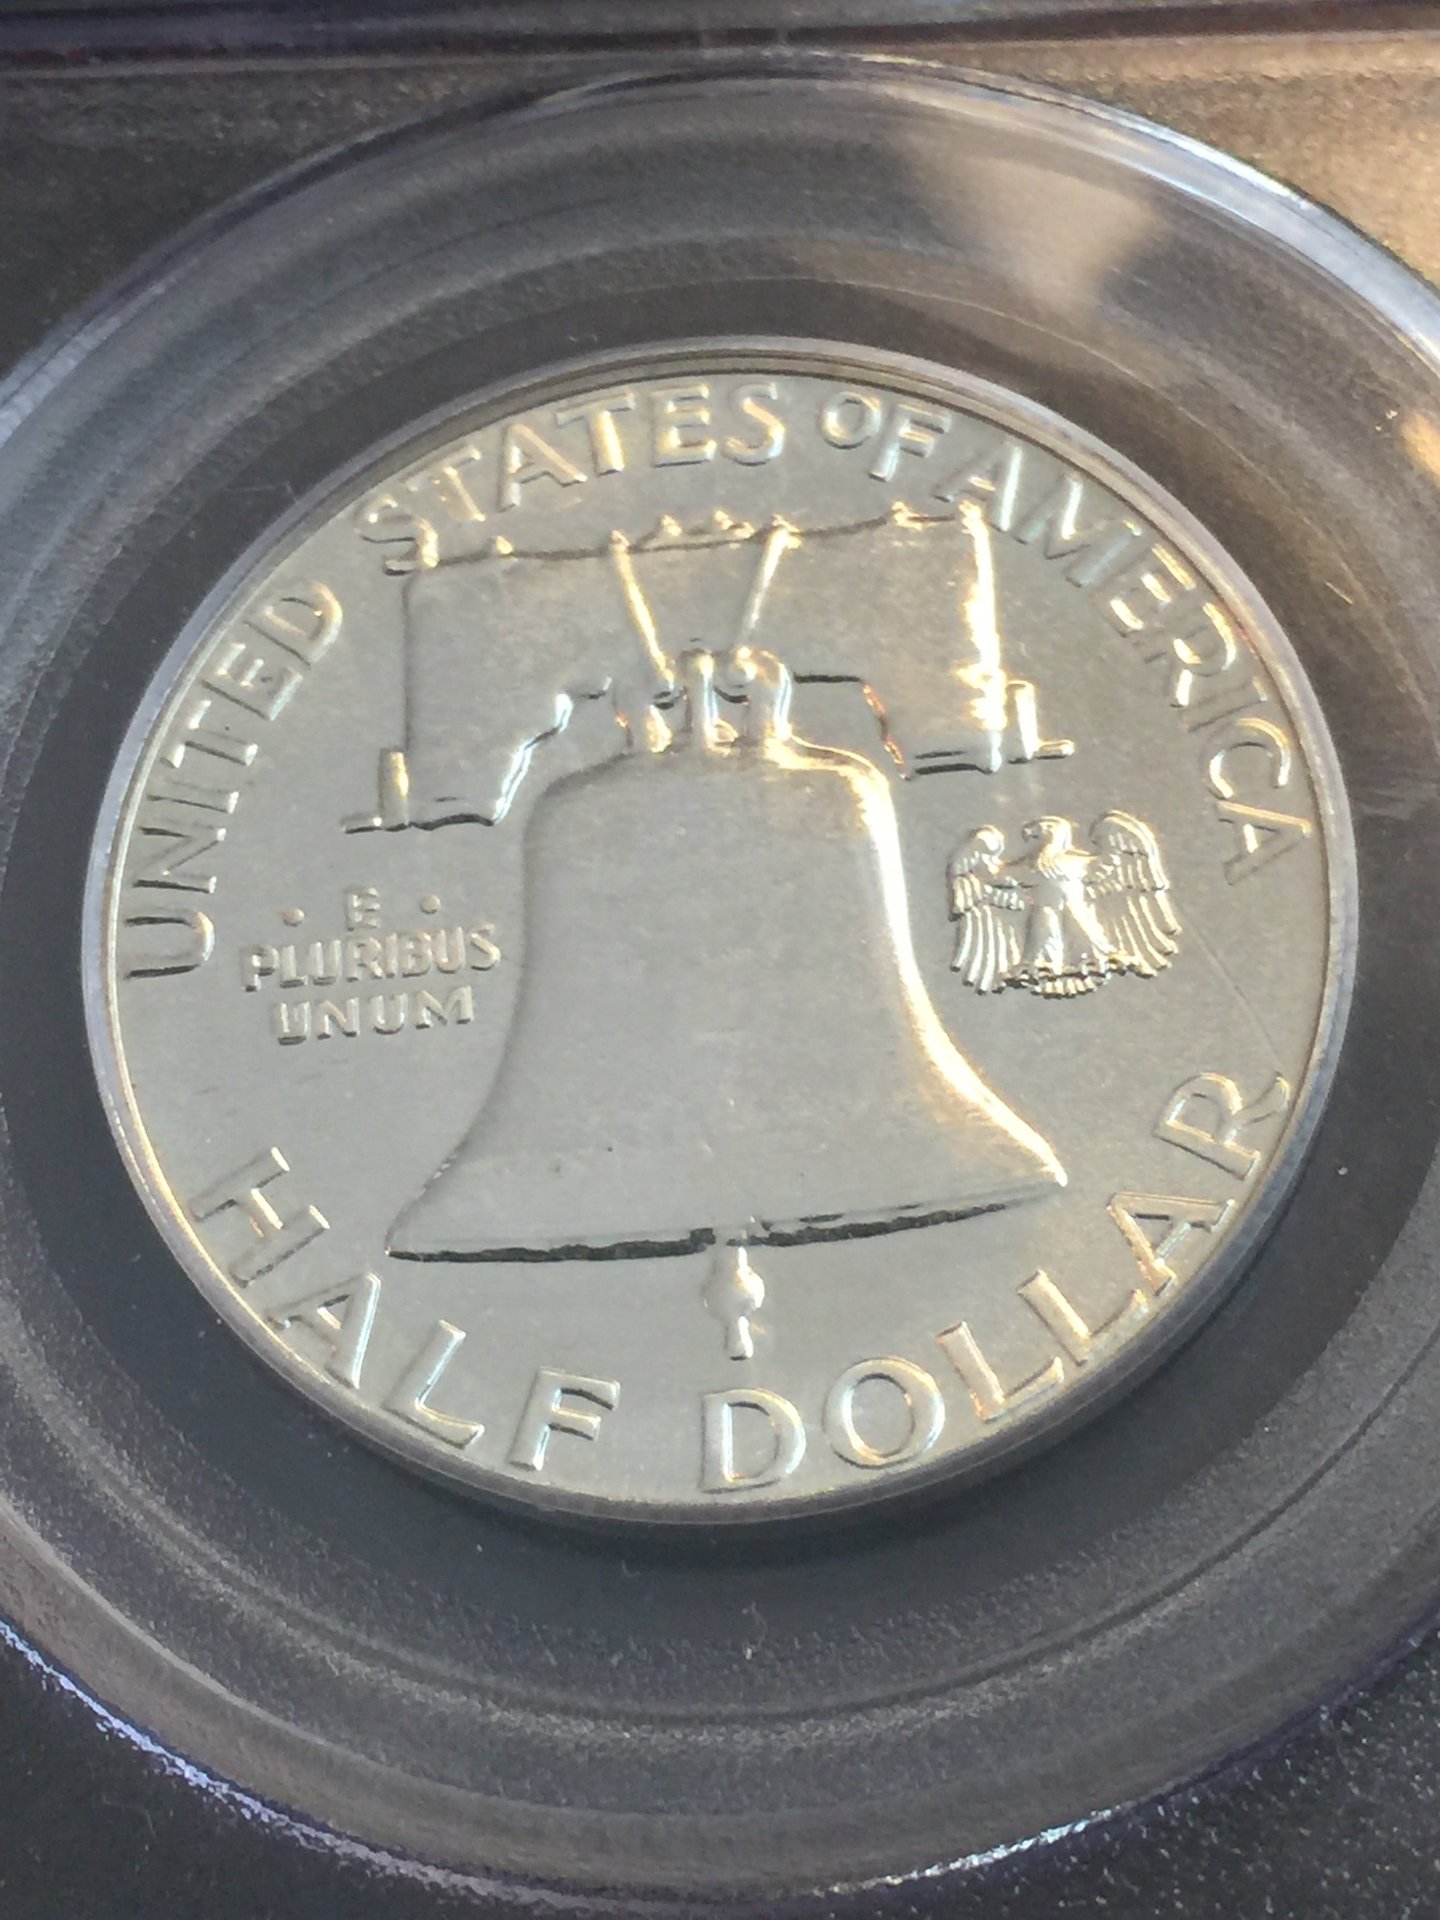 UNITED STATES OF AMERICA
· E ·
PLURIBUS
UNUM
HALF DOLLAR